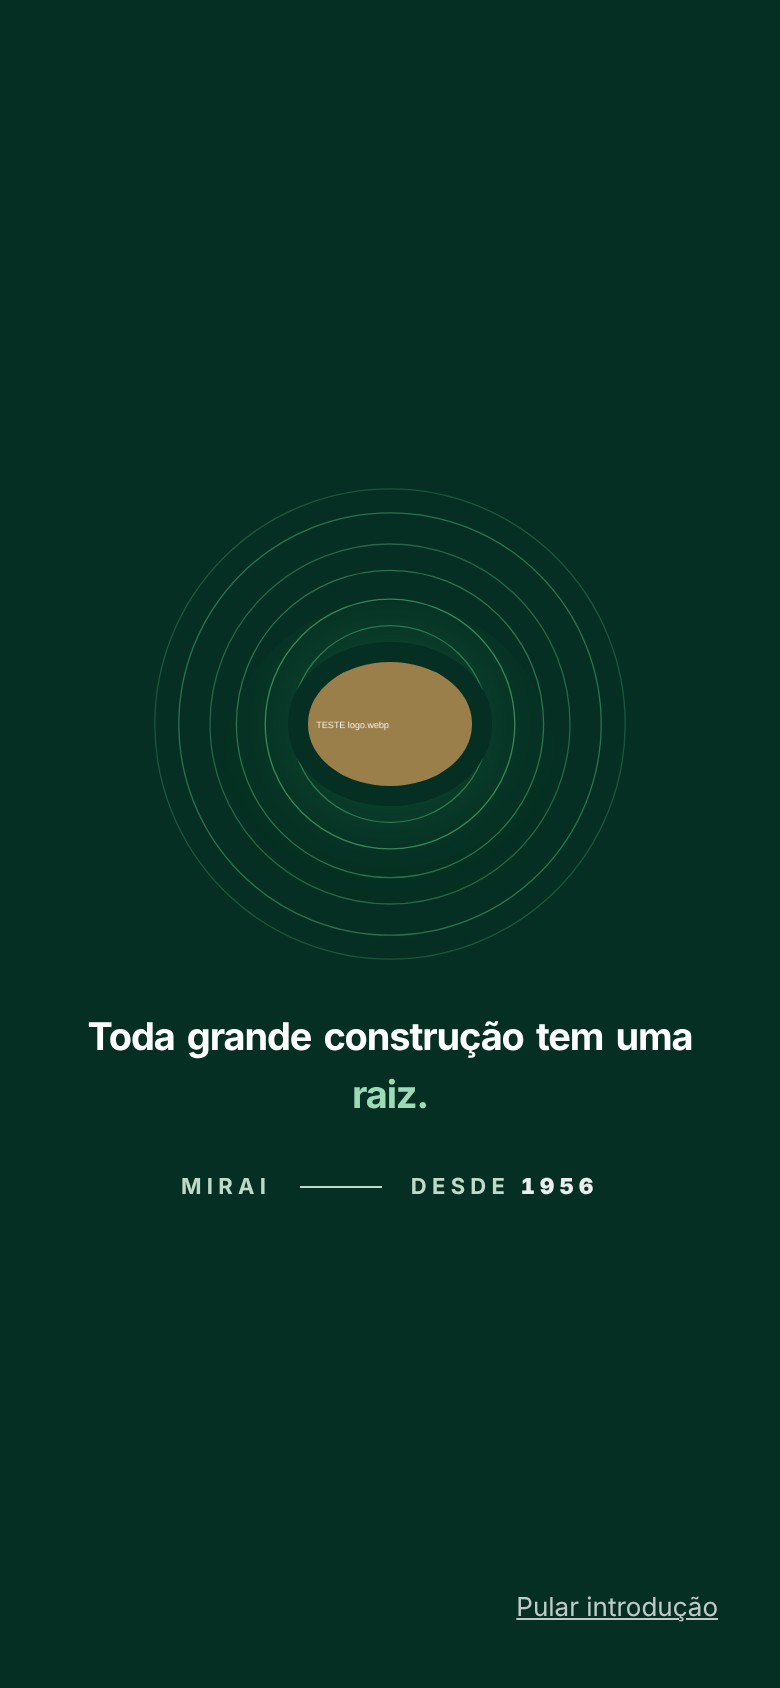 TESTE logo.webp
Toda grande construção tem uma
raiz.
MIRAI DESDE 1956
Pular introdução